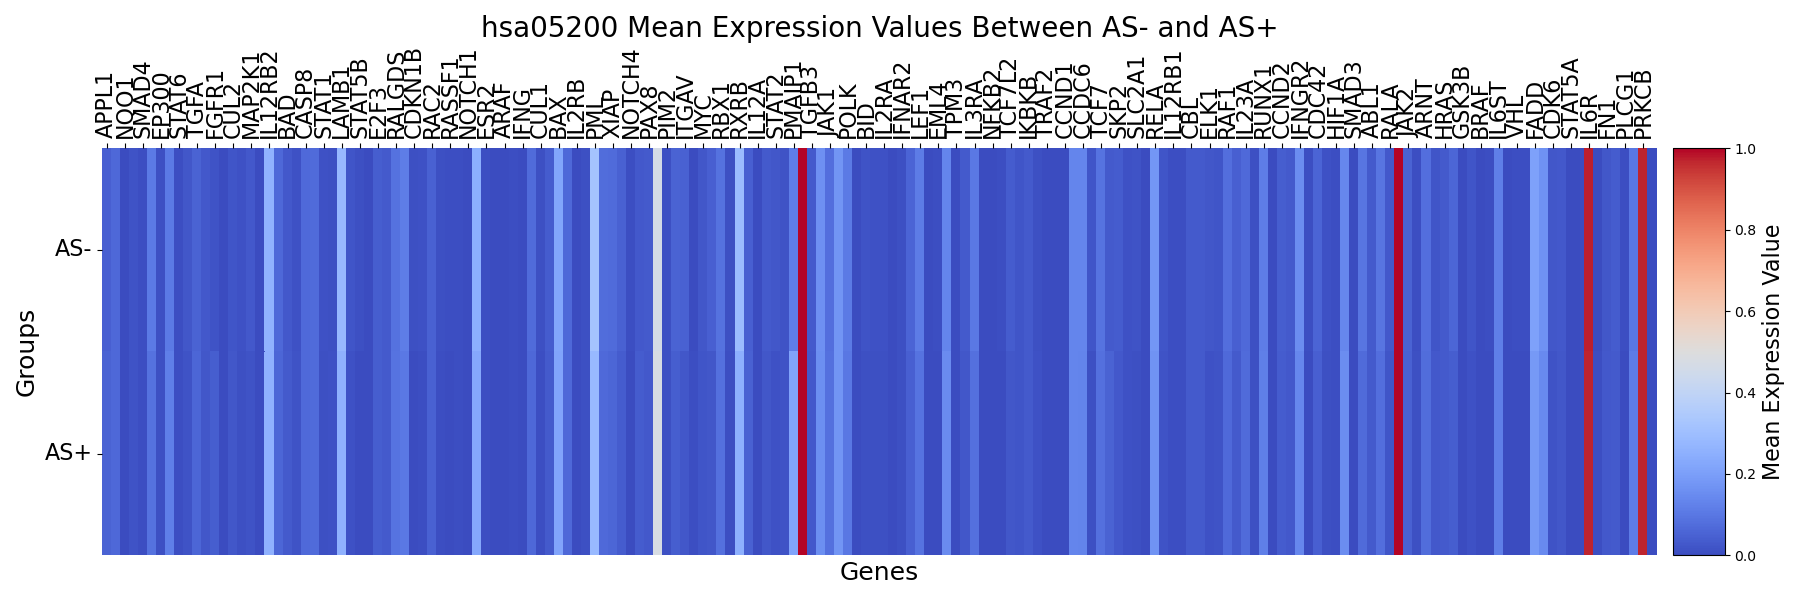 hsa05200 Mean Expression Values Between AS- and AS+
APPL1
NQO1
SMAD4
EP300
STAT6
TGFA
FGFR1
CUL2
MAP2K1
IL12RB2
BAD
CASP8
STAT1
LAMB1
STAT5B
E2F3
RALGDS
CDKN1B
RAC2
RASSF1
NOTCH1
ESR2
ARAF
IFNG
CUL1
BAX
IL2RB
PML
XIAP
NOTCH4
PAX8
PIM2
ITGAV
MYC
RBX1
RXRB
IL12A
STAT2
PMAIP1
TGFB3
JAK1
POLK
BID
IL2RA
IFNAR2
LEF1
EML4
TPM3
IL3RA
NFKB2
TCF7L2
IKBKB
TRAF2
CCND1
CCDC6
TCF7
SKP2
SLC2A1
RELA
IL12RB1
CBL
ELK1
RAF1
IL23A
RUNX1
CCND2
IFNGR2
CDC42
HIF1A
SMAD3
ABL1
RALA
JAK2
ARNT
HRAS
GSK3B
BRAF
IL6ST
VHL
FADD
CDK6
STAT5A
IL6R
FN1
PLCG1
PRKCB
AS-
AS+
Groups
Genes
1.0
0.8
0.6
0.4
0.2
0.0
Mean Expression Value